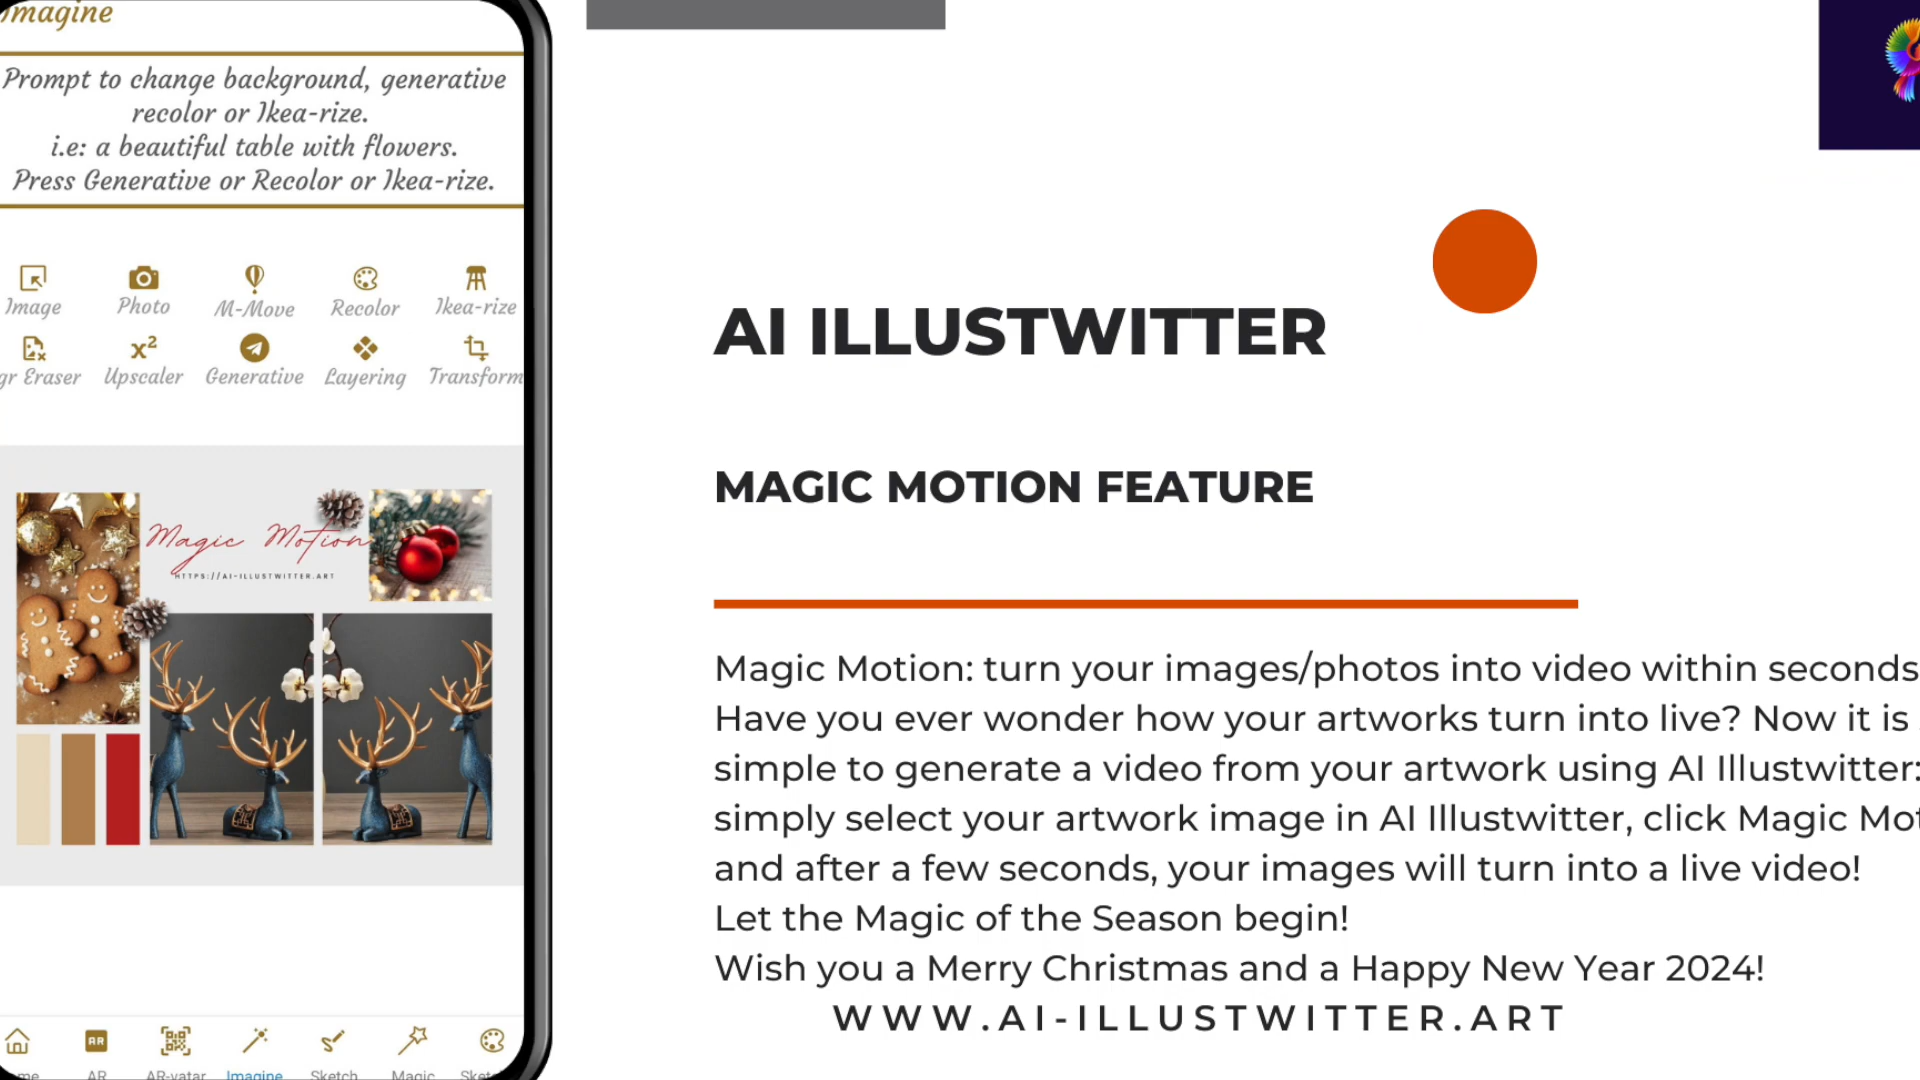 Imagine
Prompt to change background, generative
recolor or Ikea-rize.
i.e: a beautiful table with flowers.
Press Generative or Recolor or Ikea-rize.
Image Photo M-Move Recolor Ikea-rize
gr Eraser Upscaler Generative Layering Transform
Magic Motion
HTTPS://AI-ILLUSTWITTER.ART
me AR AR-vatar Imagine Sketch Magic Sket
AI ILLUSTWITTER
MAGIC MOTION FEATURE
Magic Motion: turn your images/photos into video within seconds
Have you ever wonder how your artworks turn into live? Now it is
simple to generate a video from your artwork using AI Illustwitter:
simply select your artwork image in AI Illustwitter, click Magic Mot
and after a few seconds, your images will turn into a live video!
Let the Magic of the Season begin!
Wish you a Merry Christmas and a Happy New Year 2024!
WWW.AI-ILLUSTWITTER.ART